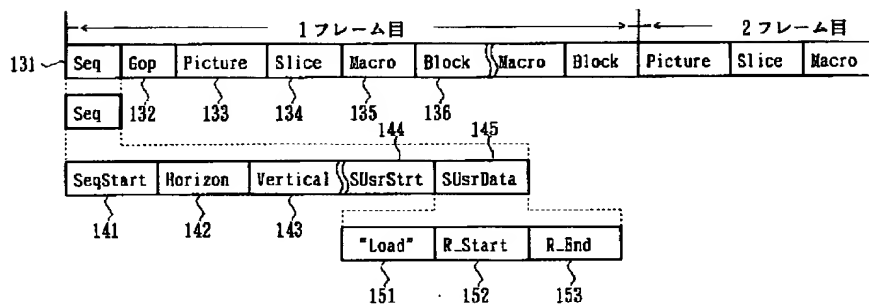 1 フレーム目 2 フレーム目
131 Seq Gop Picture Slice Macro Block Macro Block Picture Slice Macro
132 133 134 135 136
Seq
144 145
SeqStart Horizon Vertical SUsrStrt SUsrData
141 142 143
"Load" R_Start R_End
151 152 153